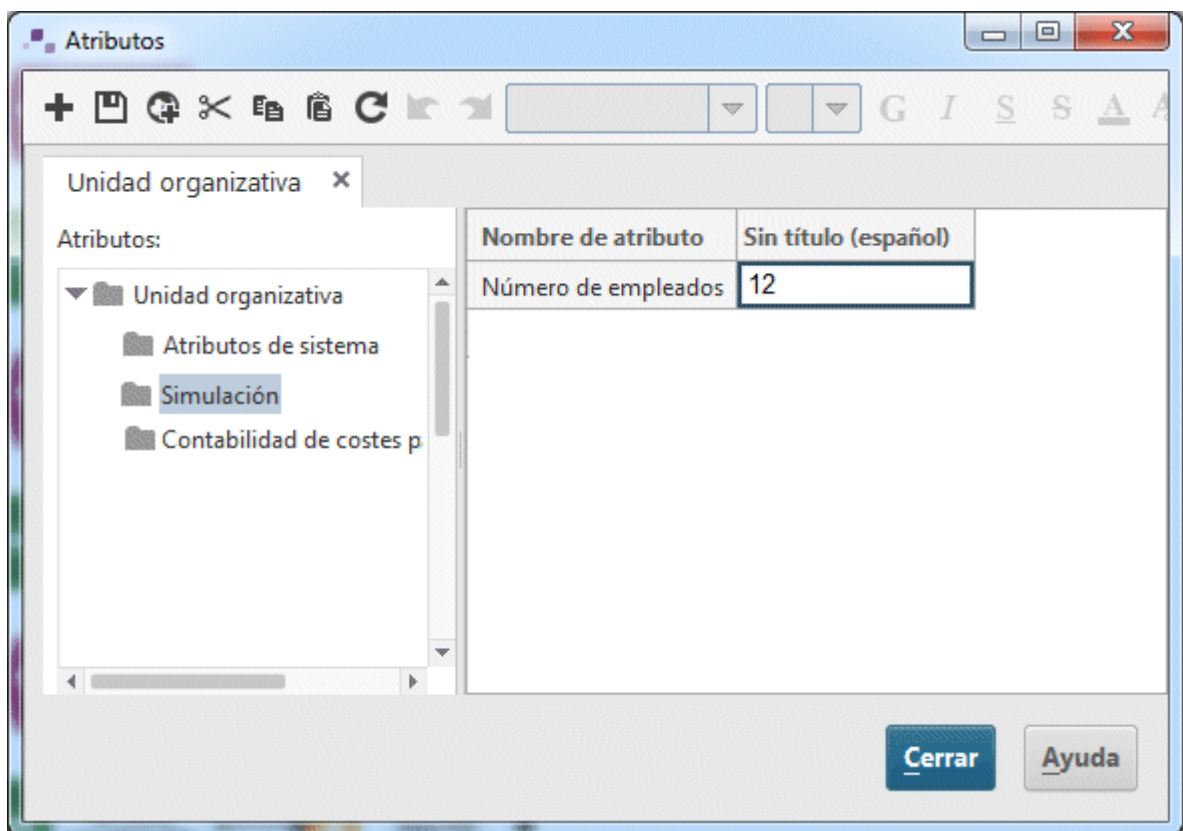 Atributos
G I S S A A
Unidad organizativa
Atributos:
Unidad organizativa
Atributos de sistema
Simulación
Contabilidad de costes p
Nombre de atributo Sin título (español)
Número de empleados 12
Cerrar Ayuda